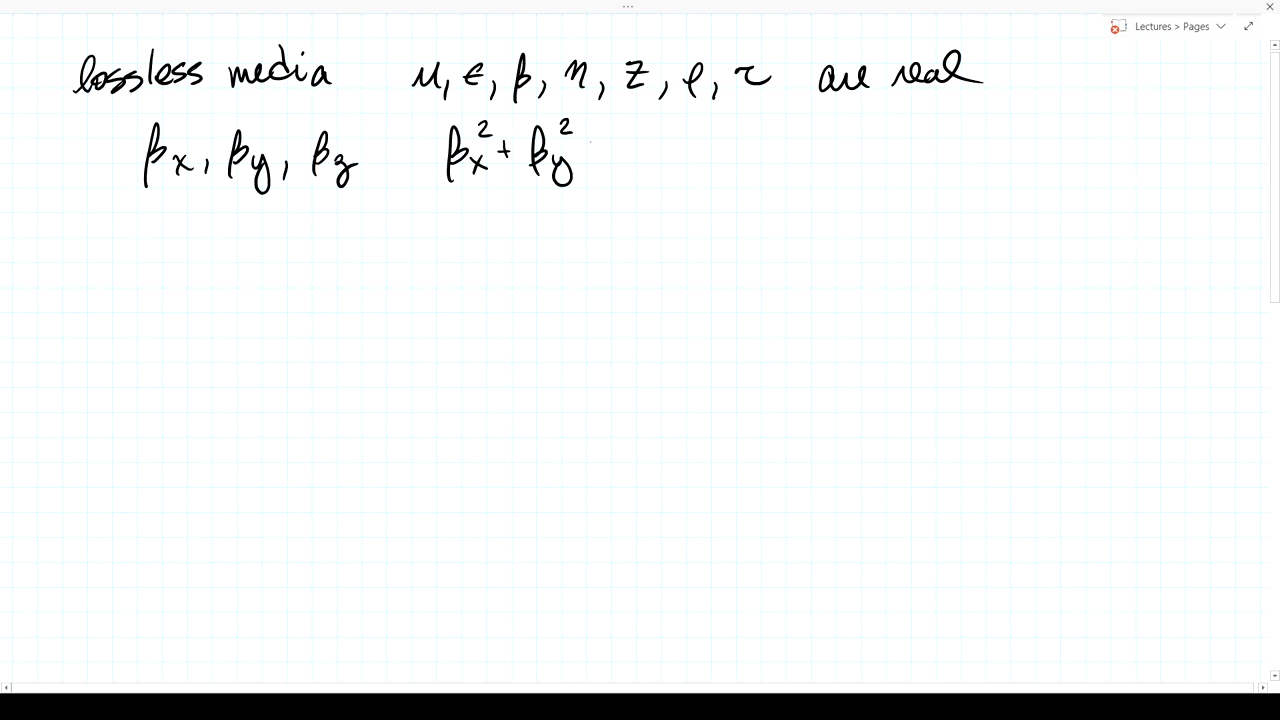 Lectures > Pages
lossless media μ, ε, β, η, Z, ρ, τ are real
βx, βy, βz βx² + βy²